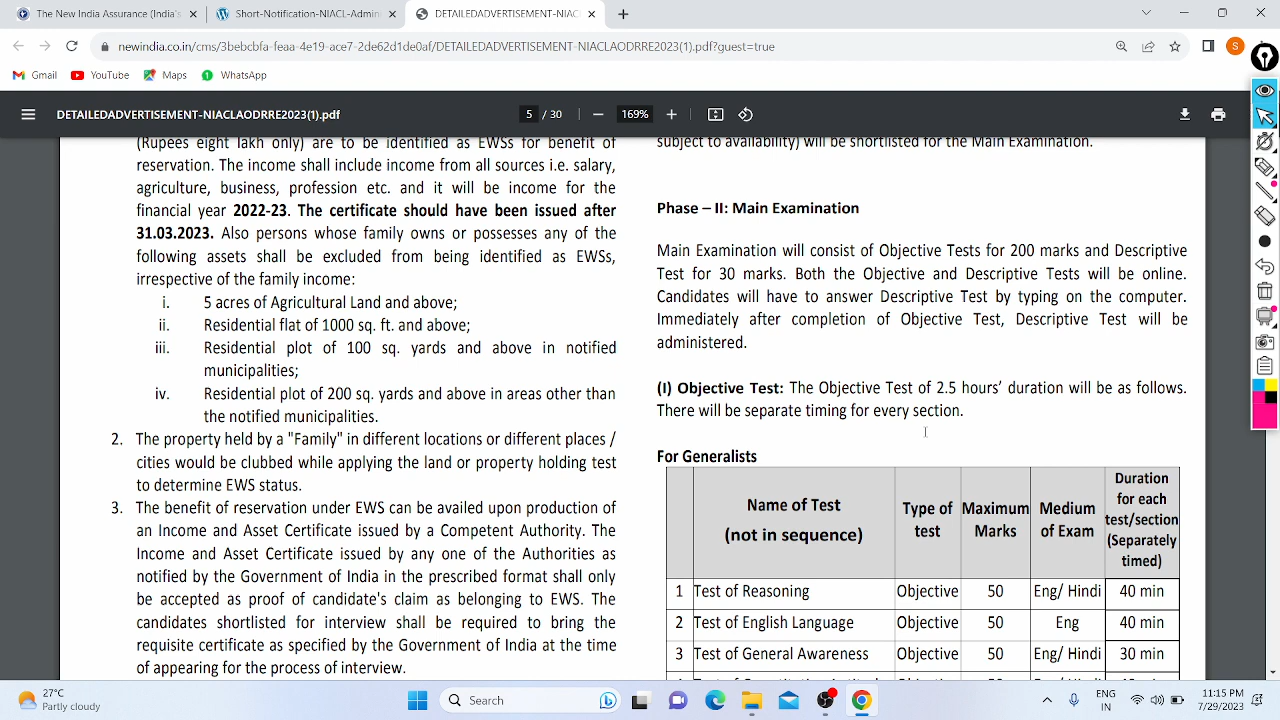 The New India Assurance (India's
Short-Notification-NIACL-Admin
DETAILEDADVERTISEMENT-NIACL
newindia.co.in/cms/3bebcbfa-feaa-4e19-ace7-2de62d1de0af/DETAILEDADVERTISEMENT-NIACLAODRRE2023(1).pdf?guest=true
S
Gmail
YouTube
Maps
WhatsApp
DETAILEDADVERTISEMENT-NIACLAODRRE2023(1).pdf
5 / 30
169%
(Rupees eight lakh only) are to be identified as EWSs for benefit of
reservation. The income shall include income from all sources i.e. salary,
agriculture, business, profession etc. and it will be income for the
financial year 2022-23. The certificate should have been issued after
31.03.2023. Also persons whose family owns or possesses any of the
following assets shall be excluded from being identified as EWSs,
irrespective of the family income:
i. 5 acres of Agricultural Land and above;
ii. Residential flat of 1000 sq. ft. and above;
iii. Residential plot of 100 sq. yards and above in notified
municipalities;
iv. Residential plot of 200 sq. yards and above in areas other than
the notified municipalities.
2. The property held by a "Family" in different locations or different places /
cities would be clubbed while applying the land or property holding test
to determine EWS status.
3. The benefit of reservation under EWS can be availed upon production of
an Income and Asset Certificate issued by a Competent Authority. The
Income and Asset Certificate issued by any one of the Authorities as
notified by the Government of India in the prescribed format shall only
be accepted as proof of candidate's claim as belonging to EWS. The
candidates shortlisted for interview shall be required to bring the
requisite certificate as specified by the Government of India at the time
of appearing for the process of interview.
subject to availability) will be shortlisted for the Main Examination.
Phase – II: Main Examination
Main Examination will consist of Objective Tests for 200 marks and Descriptive
Test for 30 marks. Both the Objective and Descriptive Tests will be online.
Candidates will have to answer Descriptive Test by typing on the computer.
Immediately after completion of Objective Test, Descriptive Test will be
administered.
(I) Objective Test: The Objective Test of 2.5 hours' duration will be as follows.
There will be separate timing for every section.
For Generalists
Name of Test
(not in sequence)
Type of
test
Maximum
Marks
Medium
of Exam
Duration
for each
test/section
(Separately
timed)
1 Test of Reasoning Objective 50 Eng/ Hindi 40 min
2 Test of English Language Objective 50 Eng 40 min
3 Test of General Awareness Objective 50 Eng/ Hindi 30 min
27°C
Partly cloudy
Search
ENG
IN
11:15 PM
7/29/2023